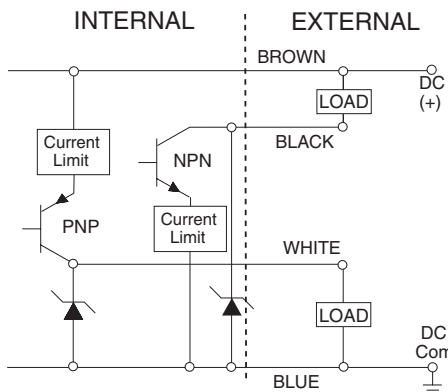 INTERNAL
EXTERNAL
BROWN
DC
(+)
LOAD
BLACK
Current
Limit
NPN
PNP
Current
Limit
WHITE
LOAD
DC
Com
BLUE